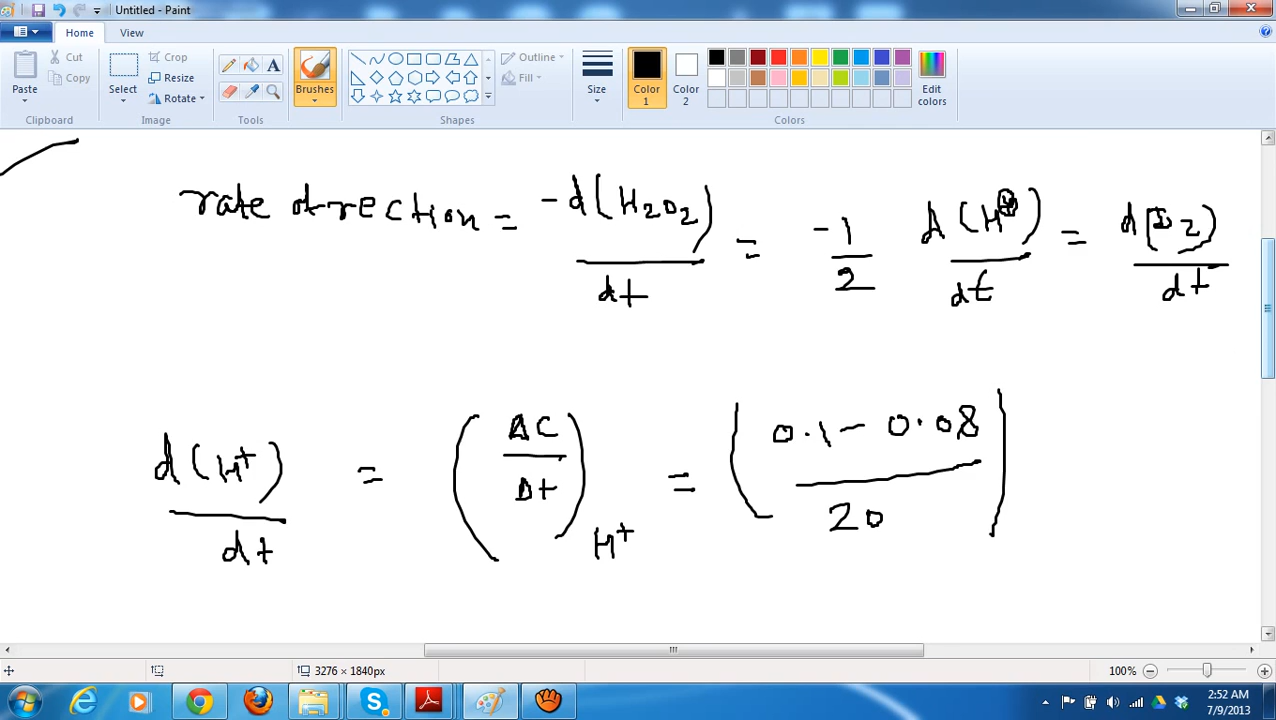 Untitled - Paint
Home View
Paste
Cut
Copy
Clipboard
Select
Crop
Resize
Rotate
Image
Tools
Brushes
Shapes
Outline
Fill
Size
Color 1
Color 2
Edit colors
Colors
rate of rection = -d(H2O2)/dt = -1/2 d(H+)/dt = d(I2)/dt
d(H+)/dt = (ΔC/Δt)H+ = (0.1 - 0.08 / 20)
3276 × 1840px
100%
2:52 AM
7/9/2013